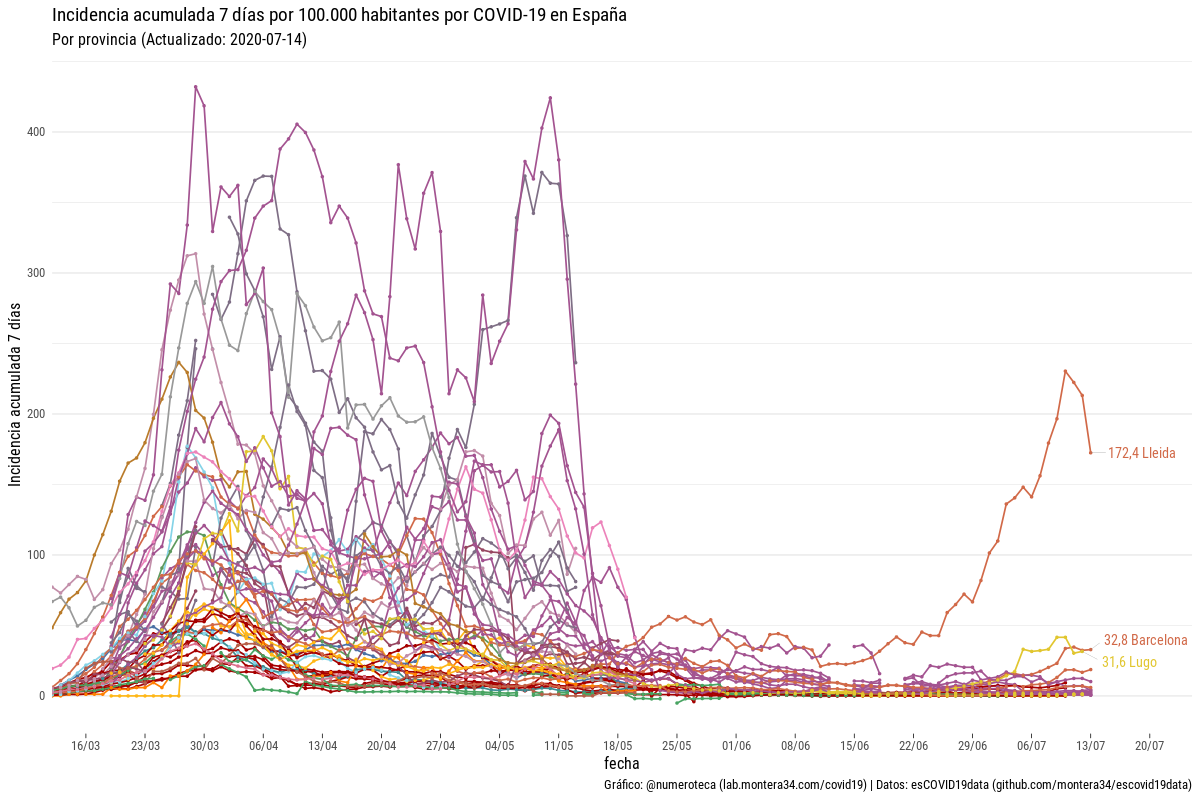 Incidencia acumulada 7 días por 100.000 habitantes por COVID-19 en España
Por provincia (Actualizado: 2020-07-14)
Incidencia acumulada 7 días
400
300
200
100
0
172,4 Lleida
32,8 Barcelona
31,6 Lugo
16/03 23/03 30/03 06/04 13/04 20/04 27/04 04/05 11/05 18/05 25/05 01/06 08/06 15/06 22/06 29/06 06/07 13/07 20/07
fecha
Gráfico: @numeroteca (lab.montera34.com/covid19) | Datos: esCOVID19data (github.com/montera34/escovid19data)